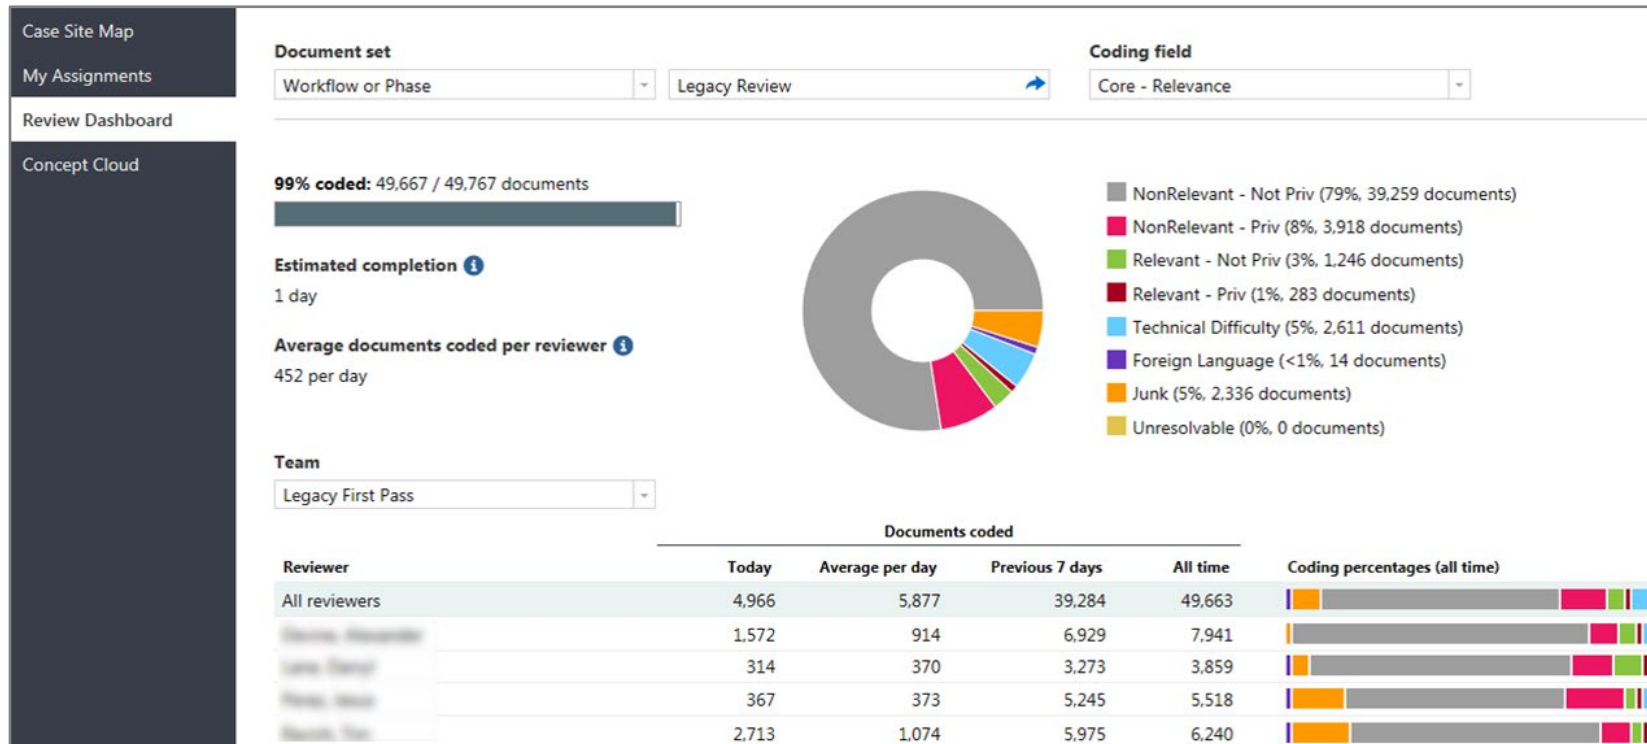 Case Site Map
My Assignments
Review Dashboard
Concept Cloud
Document set
Coding field
Workflow or Phase
Legacy Review
Core - Relevance
99% coded: 49,667 / 49,767 documents
Estimated completion
1 day
Average documents coded per reviewer
452 per day
NonRelevant - Not Priv (79%, 39,259 documents)
NonRelevant - Priv (8%, 3,918 documents)
Relevant - Not Priv (3%, 1,246 documents)
Relevant - Priv (1%, 283 documents)
Technical Difficulty (5%, 2,611 documents)
Foreign Language (<1%, 14 documents)
Junk (5%, 2,336 documents)
Unresolvable (0%, 0 documents)
Team
Legacy First Pass
Documents coded
Reviewer Today Average per day Previous 7 days All time Coding percentages (all time)
All reviewers 4,966 5,877 39,284 49,663
1,572 914 6,929 7,941
314 370 3,273 3,859
367 373 5,245 5,518
2,713 1,074 5,975 6,240